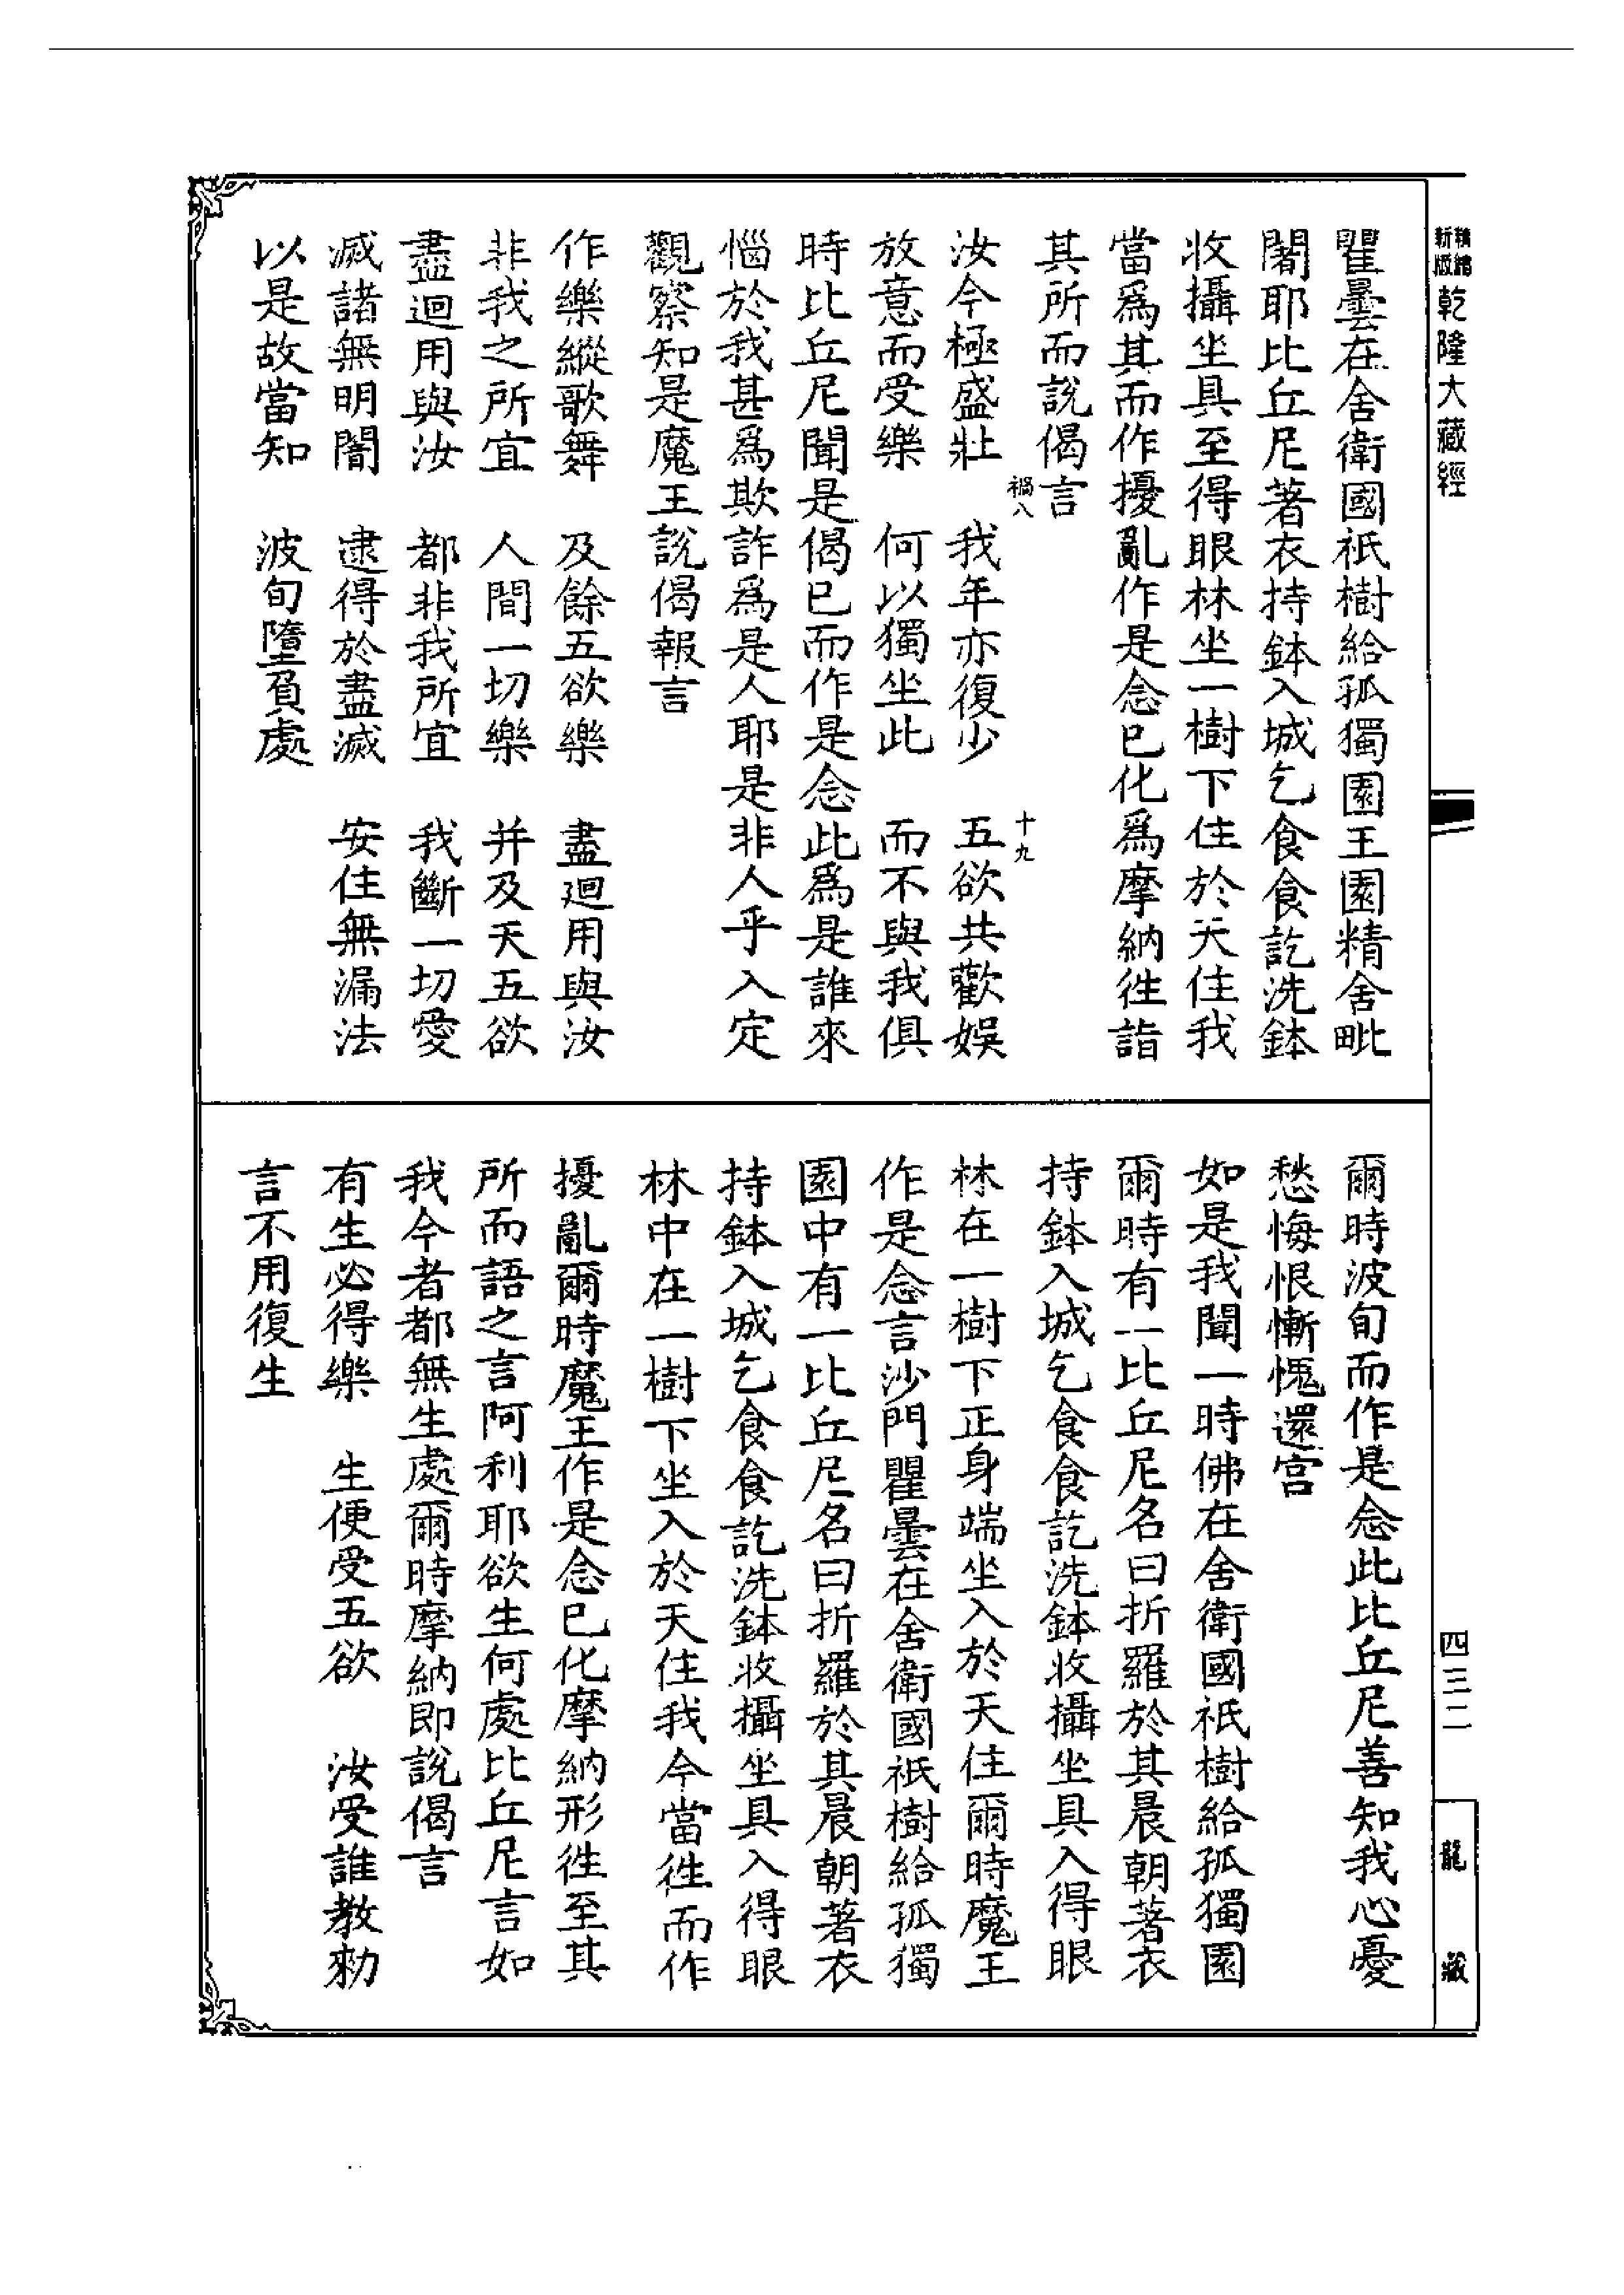 新版精縮乾隆大藏經
瞿曇在舍衛國祇樹給孤獨園王園精舍毗
闍耶比丘尼著衣持鉢入城乞食食訖洗鉢
收攝坐具至得眼林坐一樹下住於天住我
當為其而作擾亂作是念已化為摩納往詣
其所而說偈言
禍八
十九
汝今極盛壯　我年亦復少　五欲共歡娛
放意而受樂　何以獨坐此　而不與我俱
時比丘尼聞是偈已而作是念此為是誰來
惱於我甚為欺詐為是人耶是非人乎入定
觀察知是魔王說偈報言
作樂縱歌舞　及餘五欲樂　盡迴用與汝
非我之所宜　人間一切樂　并及天五欲
盡迴用與汝　都非我所宜　我斷一切愛
滅諸無明闇　逮得於盡滅　安住無漏法
以是故當知　波旬墮負處
爾時波旬而作是念此比丘尼善知我心憂
愁悔恨慚愧還宮
如是我聞一時佛在舍衛國祇樹給孤獨園
爾時有一比丘尼名曰折羅於其晨朝著衣
持鉢入城乞食食訖洗鉢收攝坐具入得眼
林在一樹下正身端坐入於天住爾時魔王
作是念言沙門瞿曇在舍衛國祇樹給孤獨
園中有一比丘尼名曰折羅於其晨朝著衣
持鉢入城乞食食訖洗鉢收攝坐具入得眼
林中在一樹下坐入於天住我今當往而作
擾亂爾時魔王作是念已化摩納形往至其
所而語之言阿利耶欲生何處比丘尼言如
我今者都無生處爾時摩納即說偈言
有生必得樂　生便受五欲　汝受誰教勑
言不用復生
四三二
龍藏